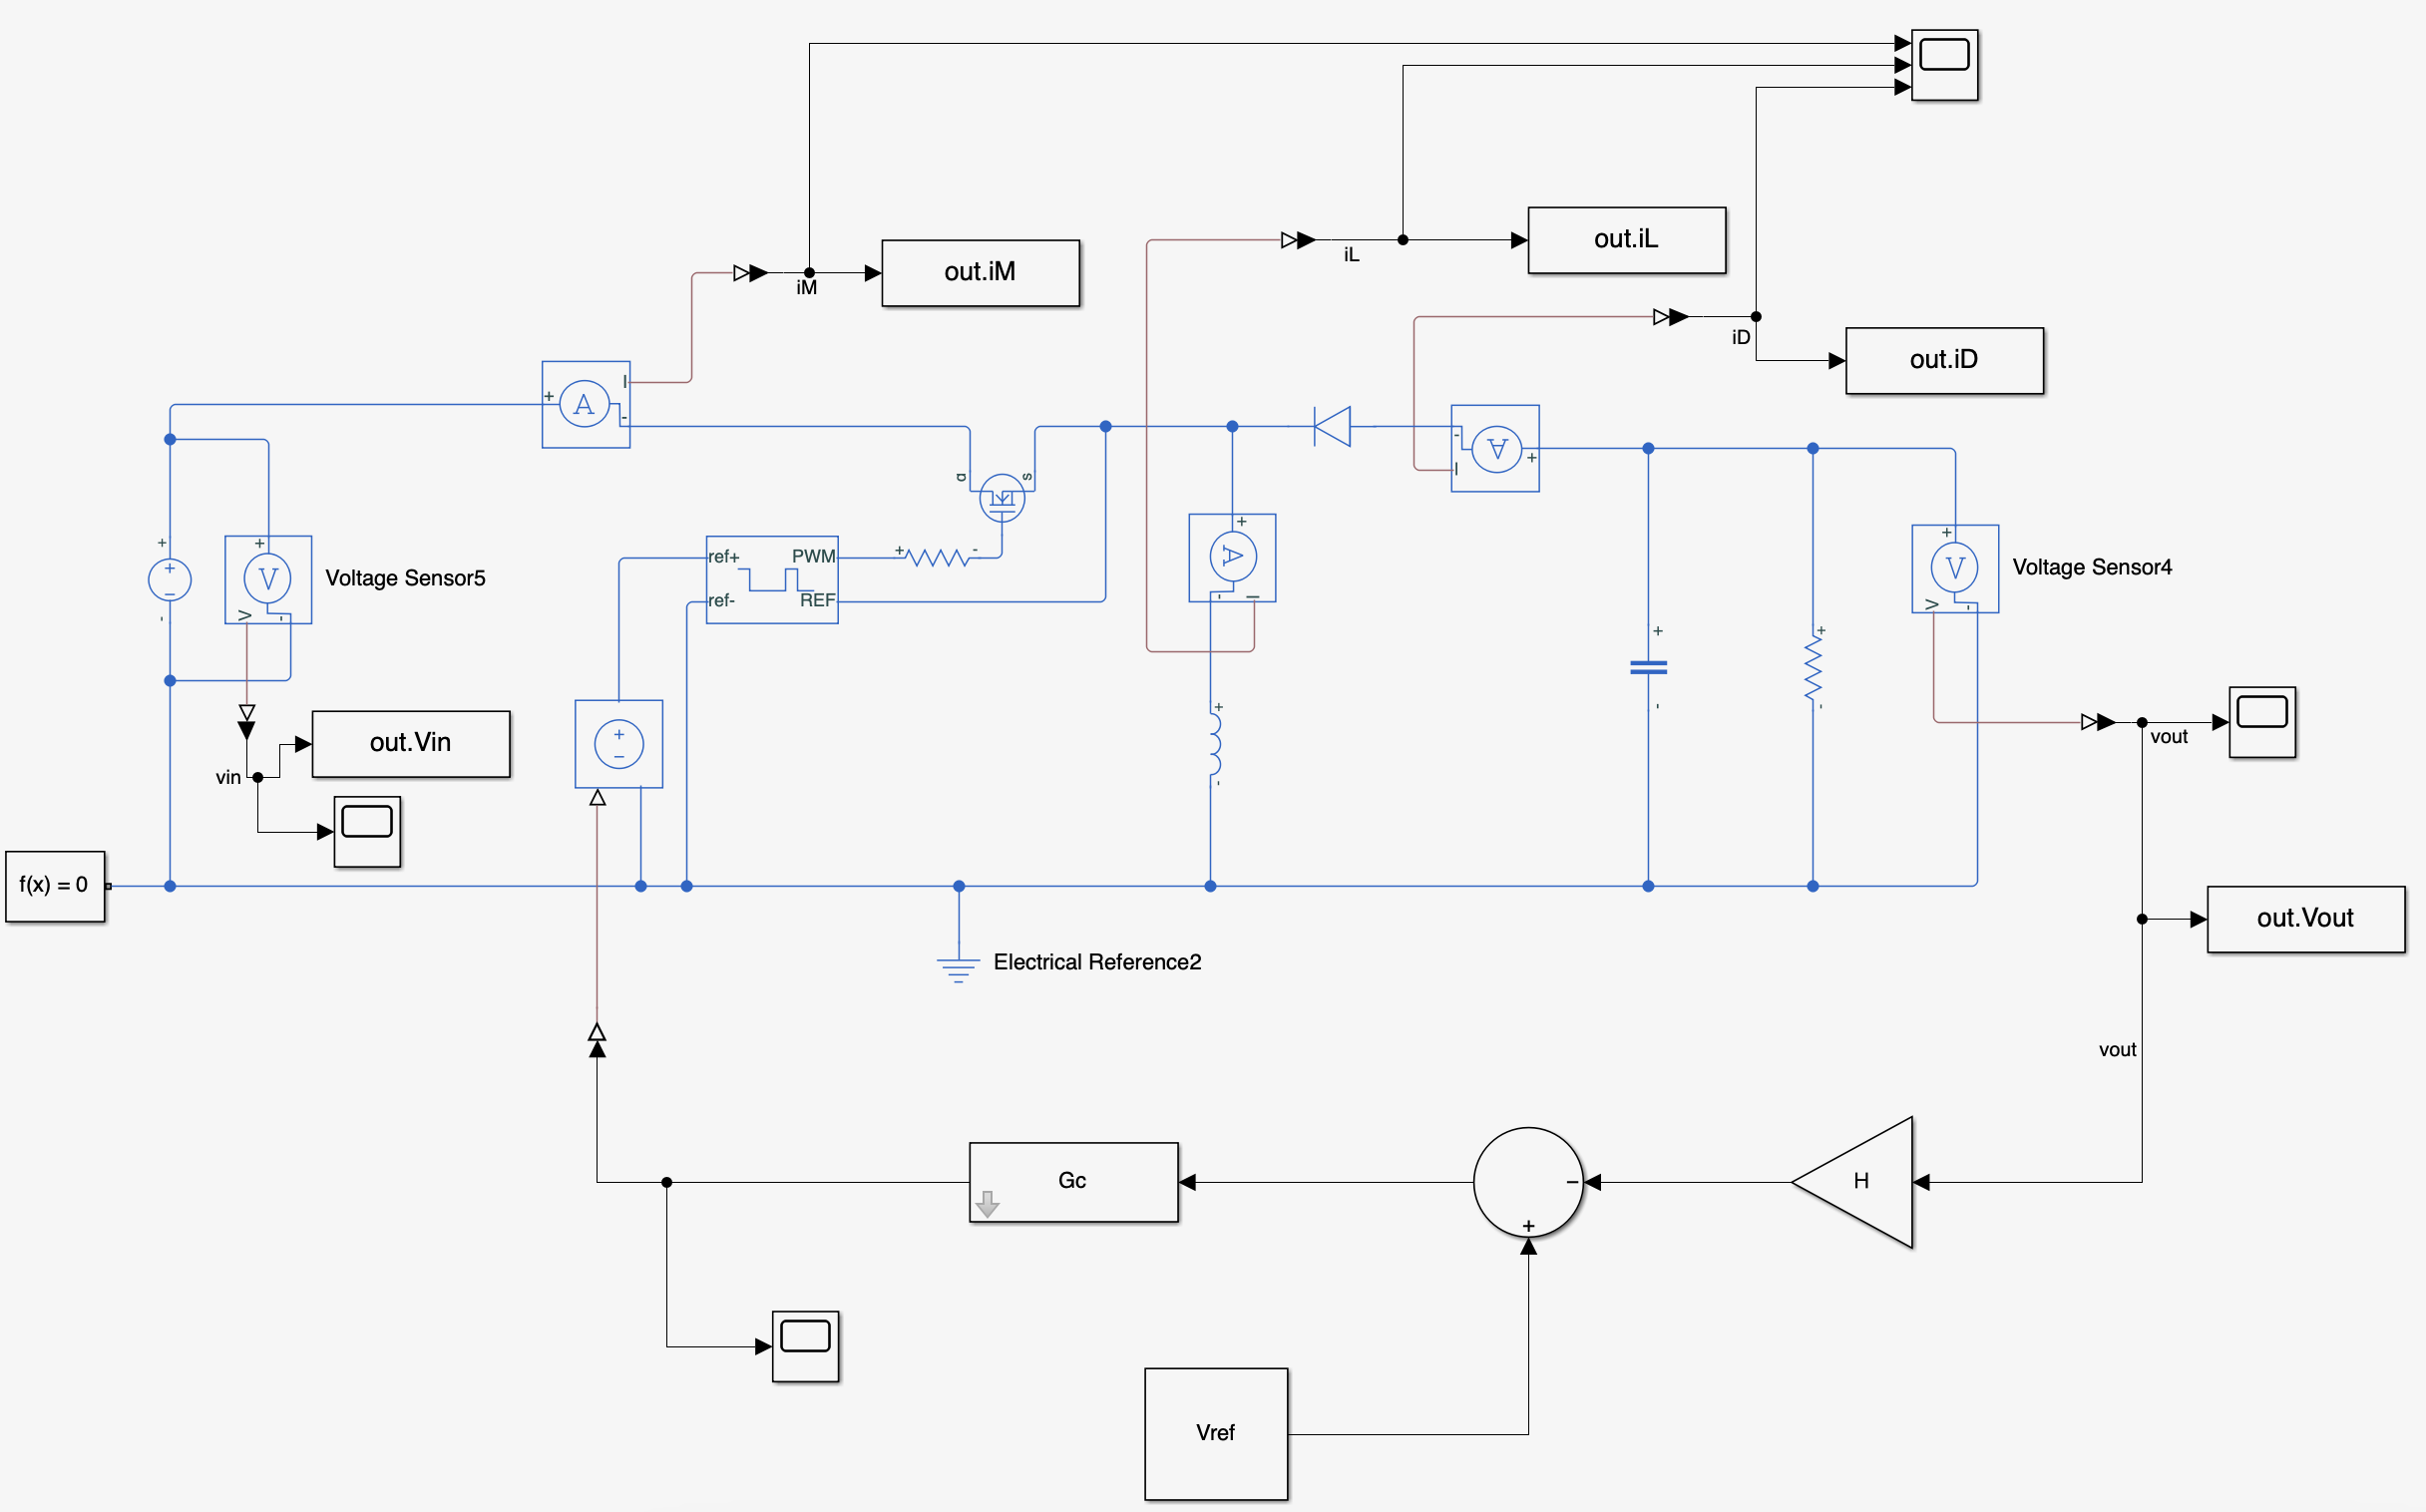 iM
out.iM
iL
out.iL
iD
out.iD
+
A
I
-
d
s
-
A
I
+
+
+
-
+
V
V
-
Voltage Sensor5
ref+
PWM
ref-
REF
+
-
+
A
-
I
+
V
V
-
Voltage Sensor4
+
-
+
-
+
-
+
-
vout
out.Vin
vin
f(x) = 0
out.Vout
Electrical Reference2
vout
Gc
−
+
H
Vref